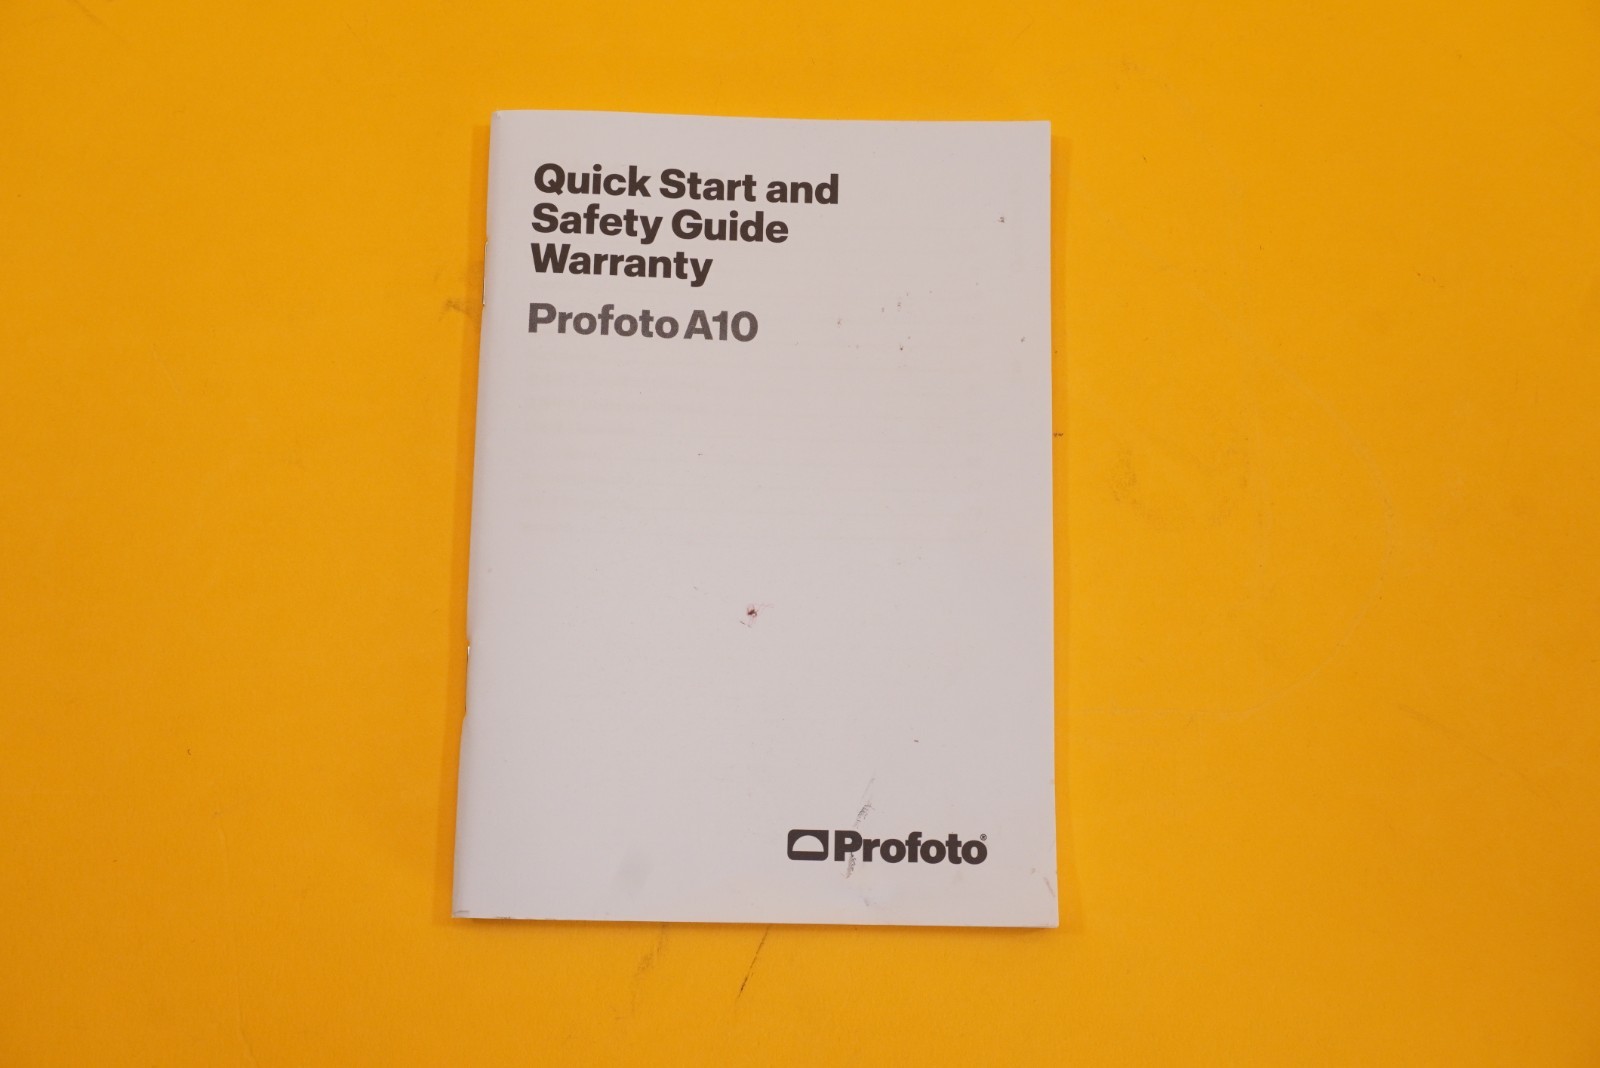 Quick Start and
Safety Guide
Warranty
Profoto A10
Profoto®